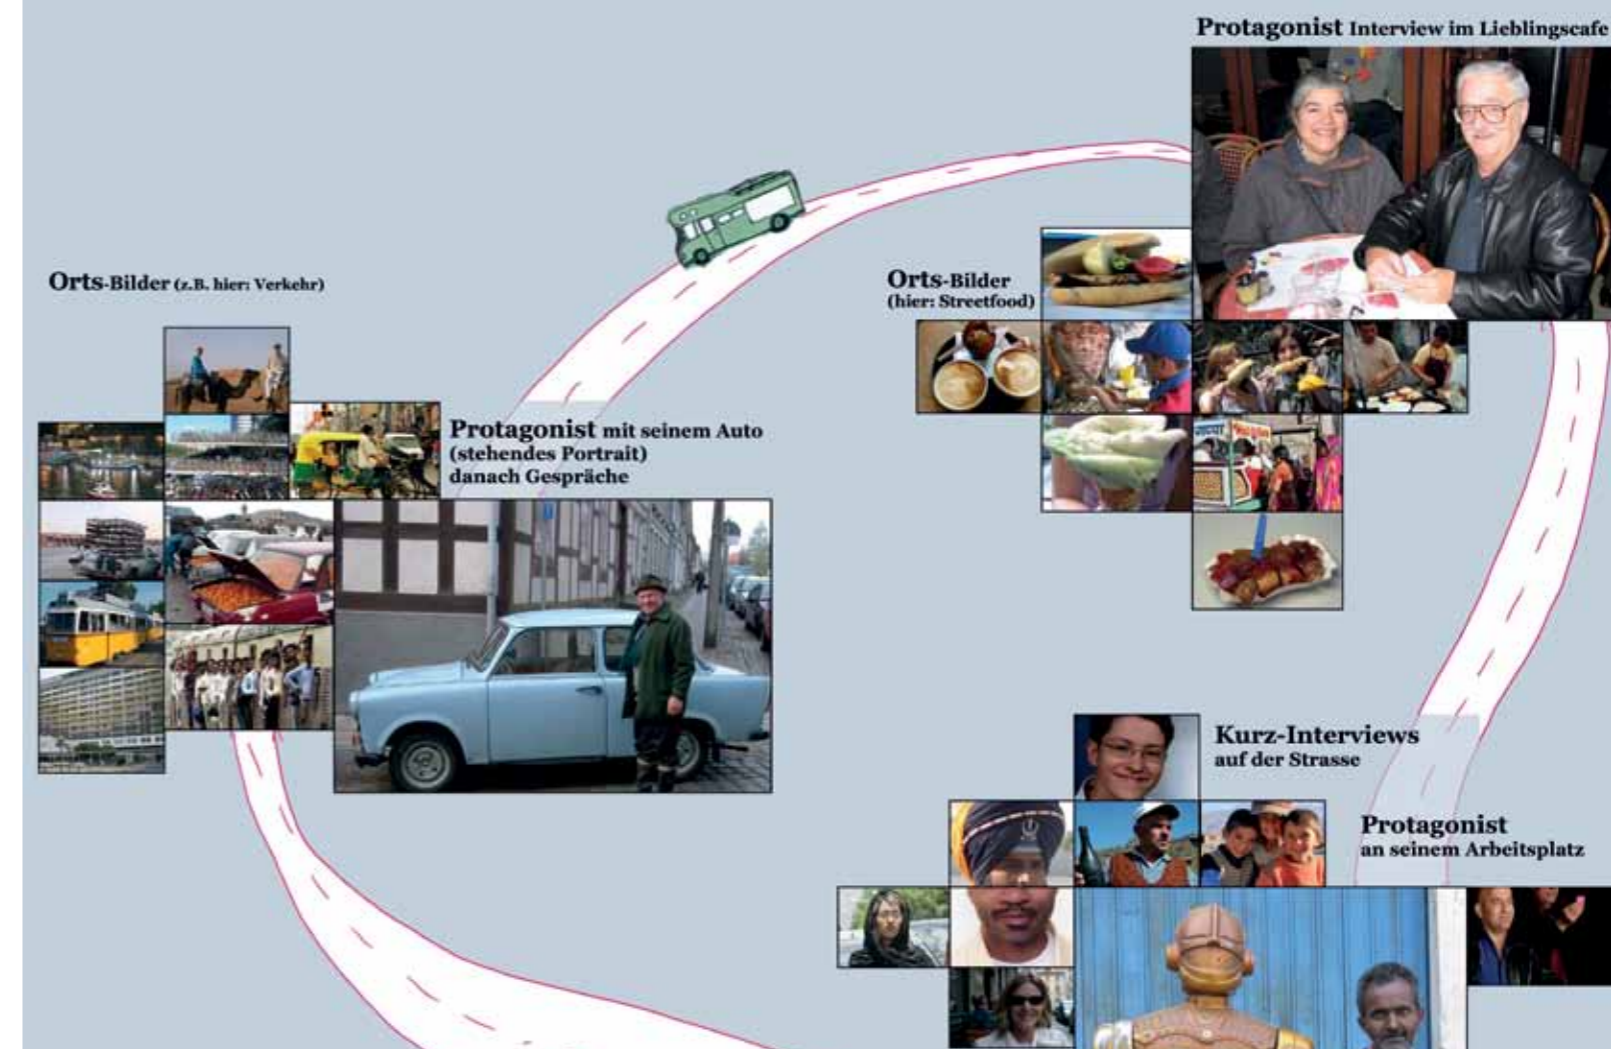 Protagonist Interview im Lieblingscafe
Orts-Bilder (z.B. hier: Verkehr)
Orts-Bilder
(hier: Streetfood)
Protagonist mit seinem Auto
(stehendes Portrait)
danach Gespräche
Kurz-Interviews
auf der Strasse
Protagonist
an seinem Arbeitsplatz